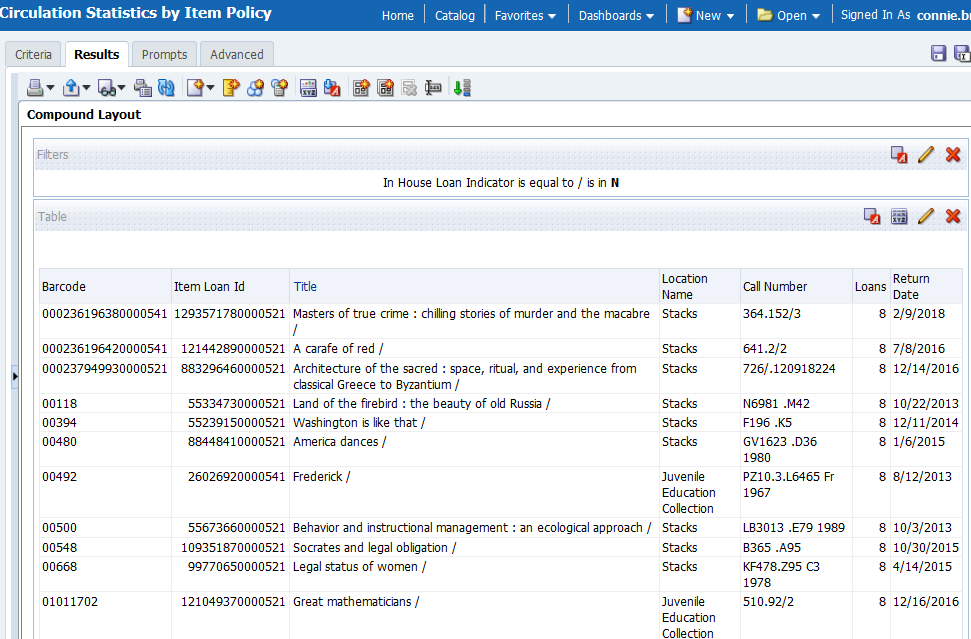 Circulation Statistics by Item Policy
Home Catalog Favorites Dashboards New Open Signed In As connie.b
Criteria Results Prompts Advanced
Compound Layout
Filters
In House Loan Indicator is equal to / is in N
Table
Barcode Item Loan Id Title Location Name Call Number Loans Return Date
000236196380000541 1293571780000521 Masters of true crime : chilling stories of murder and the macabre Stacks 364.152/3 8 2/9/2018
/
000236196420000541 121442890000521 A carafe of red / Stacks 641.2/2 8 7/8/2016
000237949930000521 883296460000521 Architecture of the sacred : space, ritual, and experience from Stacks 726/.120918224 8 12/14/2016
classical Greece to Byzantium /
00118 55334730000521 Land of the firebird : the beauty of old Russia / Stacks N6981 .M42 8 10/22/2013
00394 55239150000521 Washington is like that / Stacks F196 .K5 8 12/11/2014
00480 88448410000521 America dances / Stacks GV1623 .D36 8 1/6/2015
1980
00492 26026920000541 Frederick / Juvenile PZ10.3.L6465 Fr 8 8/12/2013
Education 1967
Collection
00500 55673660000521 Behavior and instructional management : an ecological approach / Stacks LB3013 .E79 1989 8 10/3/2013
00548 109351870000521 Socrates and legal obligation / Stacks B365 .A95 8 10/30/2015
00668 99770650000521 Legal status of women / Stacks KF478.Z95 C3 8 4/14/2015
1978
01011702 121049370000521 Great mathematicians / Juvenile 510.92/2 8 12/16/2016
Education
Collection